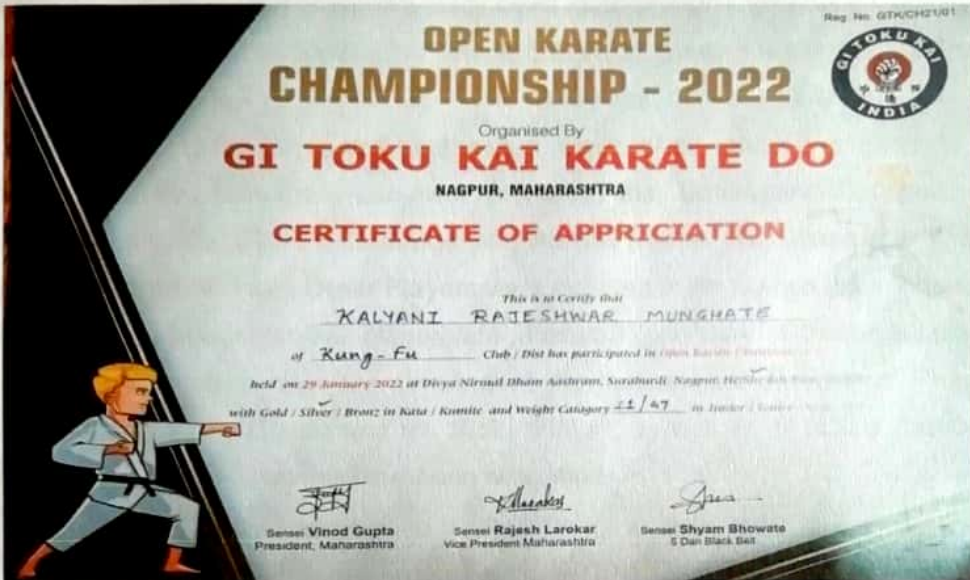 Reg. No. GTK/CH21/01
OPEN KARATE
CHAMPIONSHIP - 2022
GI TOKU KAI
INDIA
Organised By
GI TOKU KAI KARATE DO
NAGPUR, MAHARASHTRA
CERTIFICATE OF APPRICIATION
This is to Certify that
KALYANI RAJESHWAR MUNGHATE
of Kung-Fu Club / Dist has participated in Open Karate
held on 29 January 2022 at Divya Nirmal Dham Aashram, Surabardi, Nagpur,
with Gold / Silver / Bronz in Kata / Kumite and Weight Catagory 21/47 in
Sensei Vinod Gupta
President, Maharashtra
Sensei Rajesh Larokar
Vice President Maharashtra
Sensei Shyam Bhowate
5 Dan Black Belt